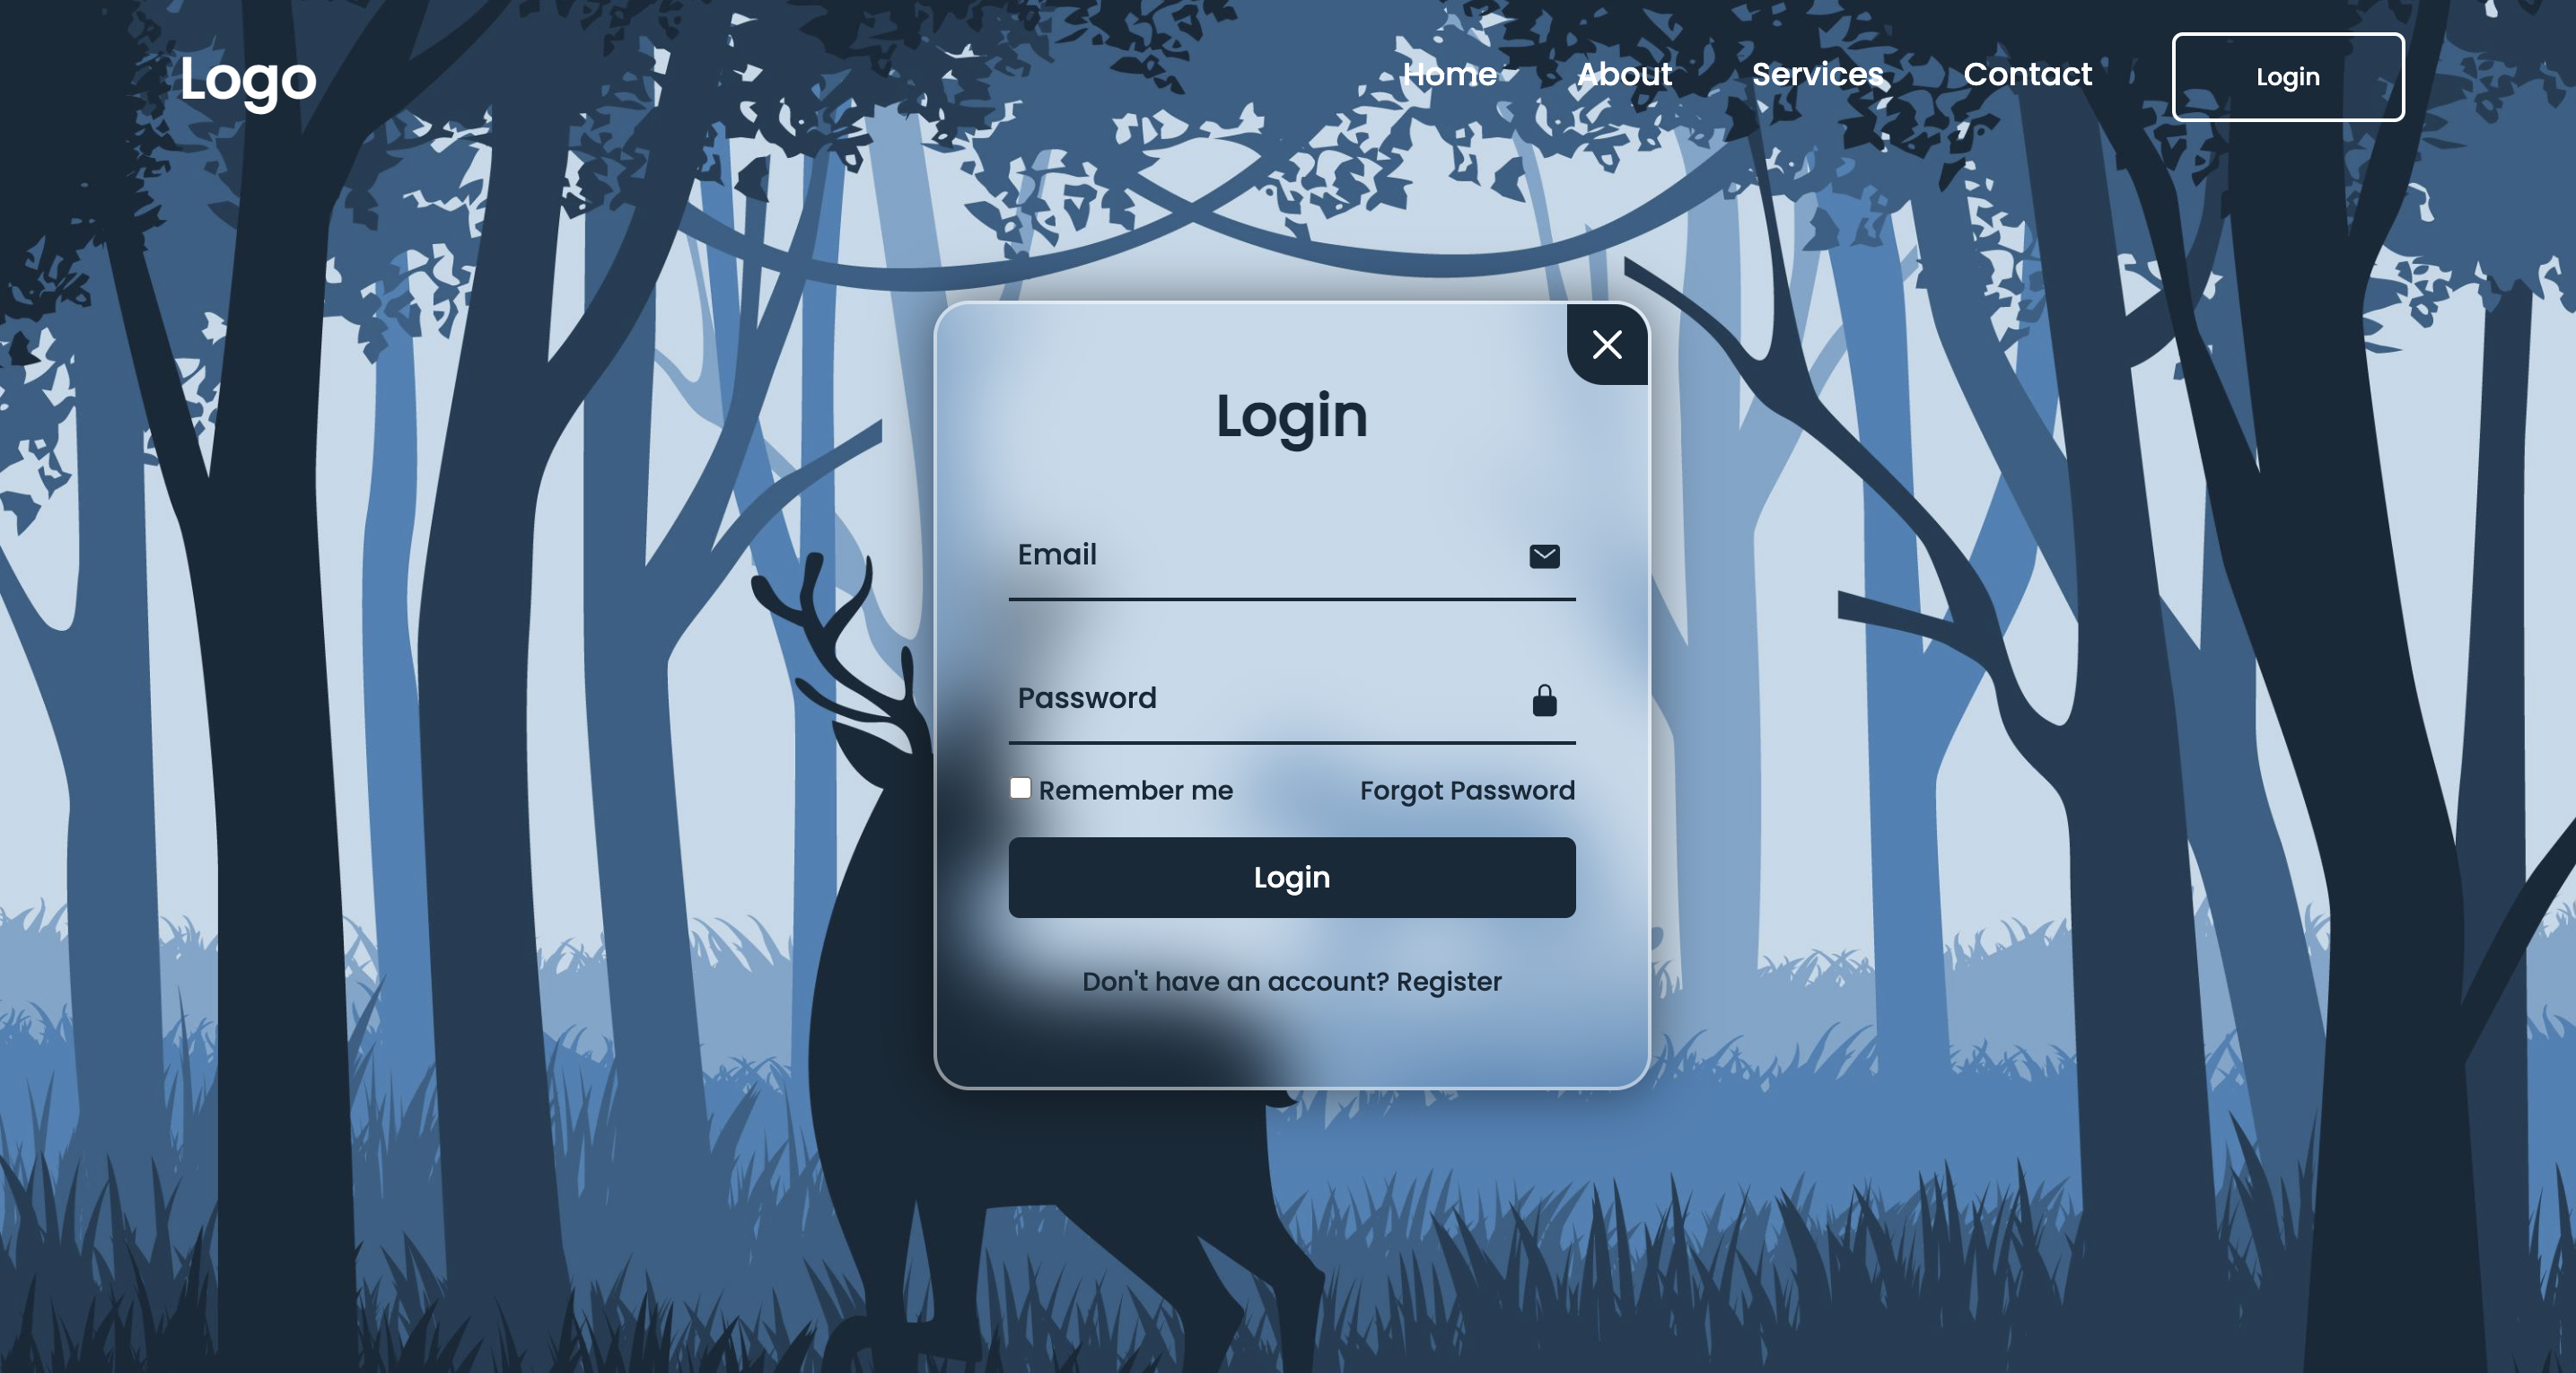 Logo
Home About Services Contact Login
Login
Email
Password
Remember me Forgot Password
Login
Don't have an account? Register